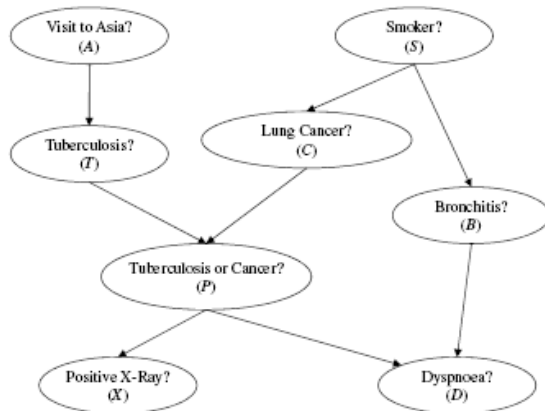 Visit to Asia?
(A)
Smoker?
(S)
Tuberculosis?
(T)
Lung Cancer?
(C)
Bronchitis?
(B)
Tuberculosis or Cancer?
(P)
Positive X-Ray?
(X)
Dyspnoea?
(D)